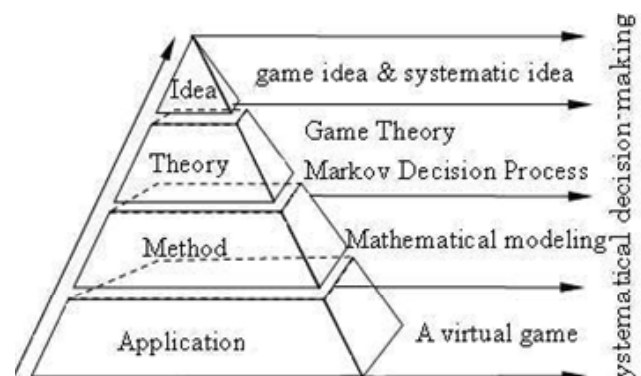 game idea & systematic idea
Idea
Game Theory
Theory
Markov Decision Process
Method
Mathematical modeling
Application
A virtual game
systematical decision-making